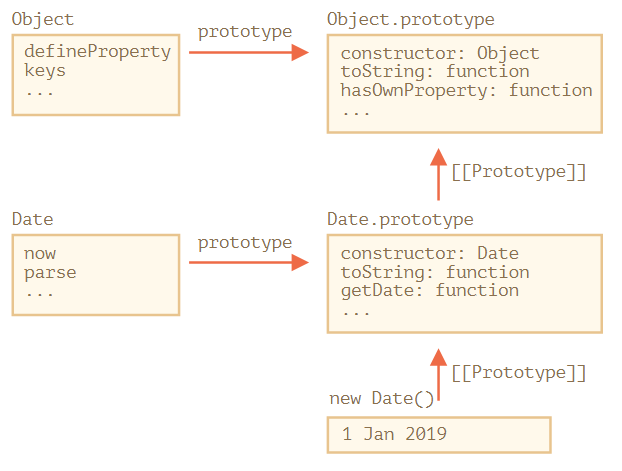 Object
prototype
Object.prototype
defineProperty
keys
...
constructor: Object
toString: function
hasOwnProperty: function
...
[[Prototype]]
Date
prototype
Date.prototype
now
parse
...
constructor: Date
toString: function
getDate: function
...
[[Prototype]]
new Date()
1 Jan 2019